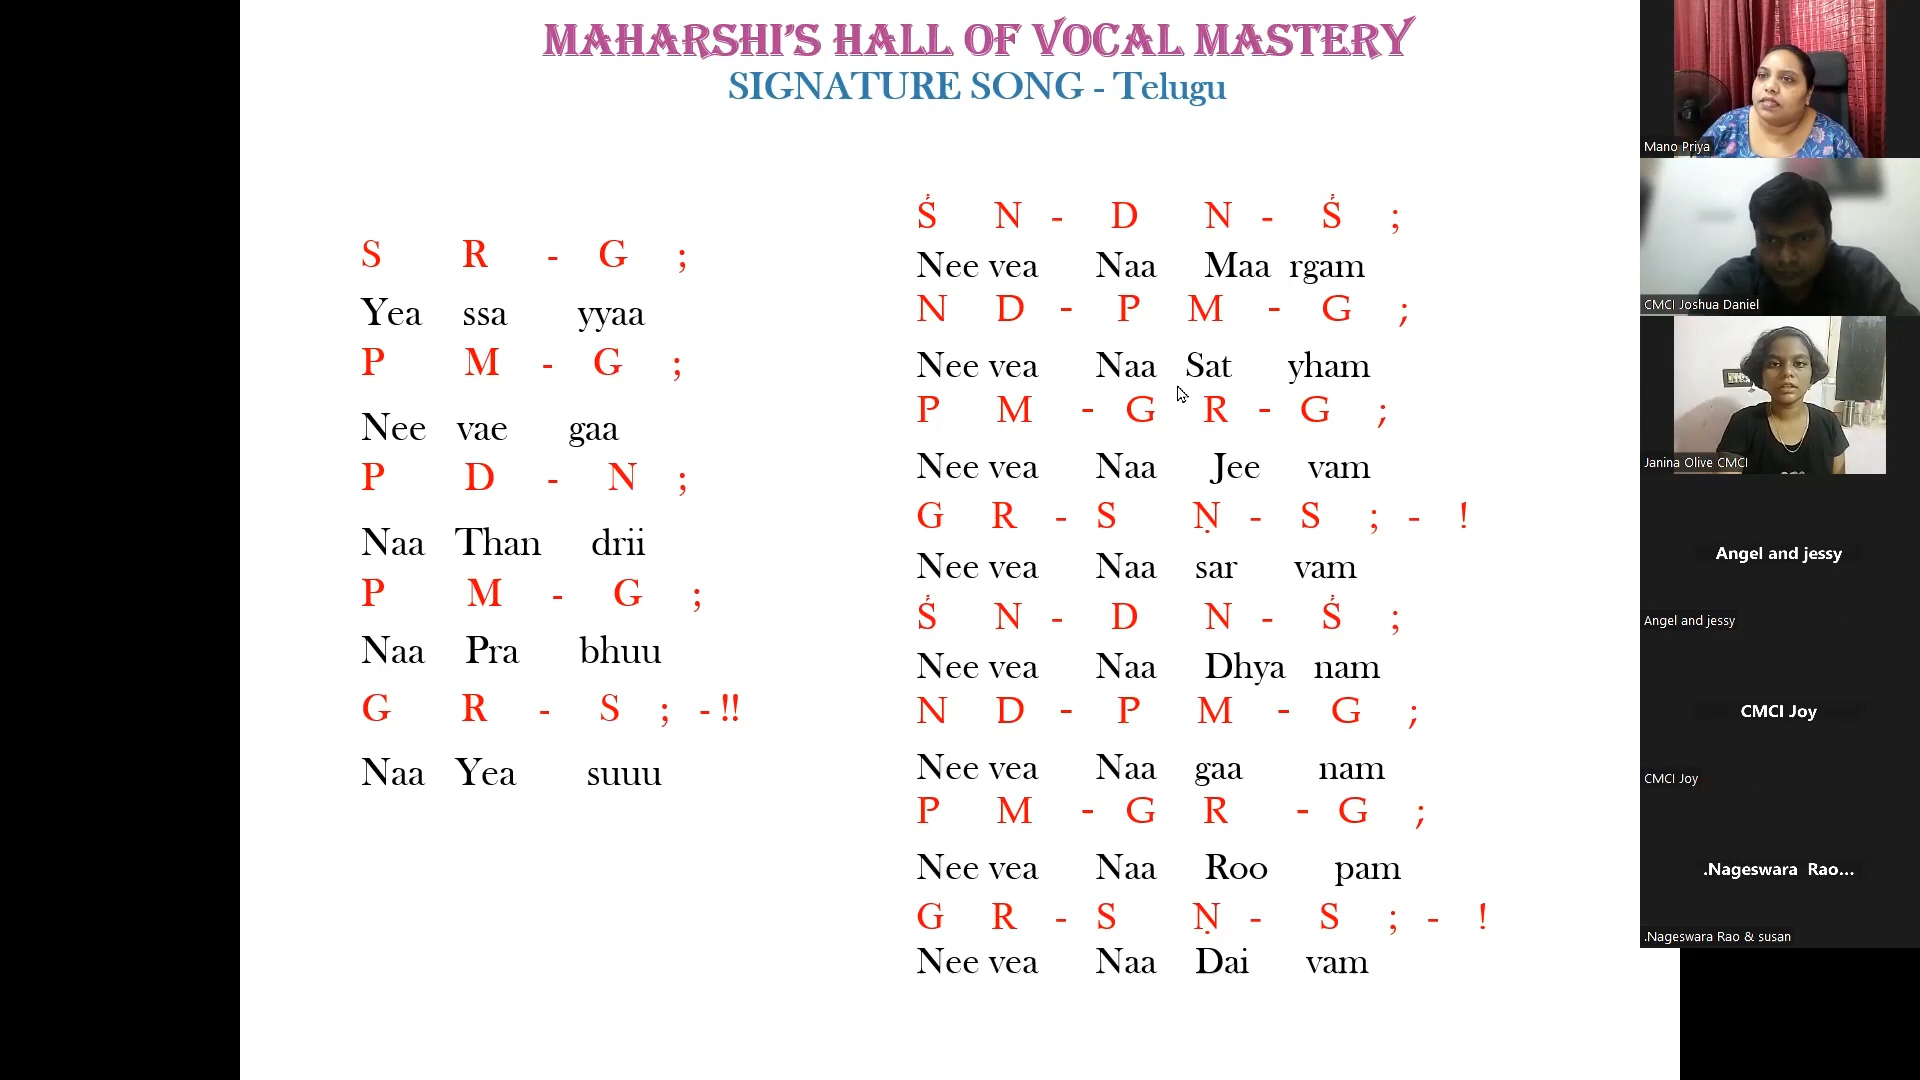 MAHARSHI'S HALL OF VOCAL MASTERY
SIGNATURE SONG - Telugu
S R - G ;
Yea ssa yyaa
P M - G ;
Nee vae gaa
P D - N ;
Naa Than drii
P M - G ;
Naa Pra bhuu
G R - S ; - !!
Naa Yea suuu
Ṡ N - D N - Ṡ ;
Nee vea Naa Maa rgam
N D - P M - G ;
Nee vea Naa Sat yham
P M - G R - G ;
Nee vea Naa Jee vam
G R - S Ṇ - S ; - !
Nee vea Naa sar vam
Ṡ N - D N - Ṡ ;
Nee vea Naa Dhya nam
N D - P M - G ;
Nee vea Naa gaa nam
P M - G R - G ;
Nee vea Naa Roo pam
G R - S Ṇ - S ; - !
Nee vea Naa Dai vam
Mano Priya
CMCI Joshua Daniel
Janina Olive CMCI
Angel and jessy
Angel and jessy
CMCI Joy
CMCI Joy
.Nageswara Rao...
.Nageswara Rao & susan